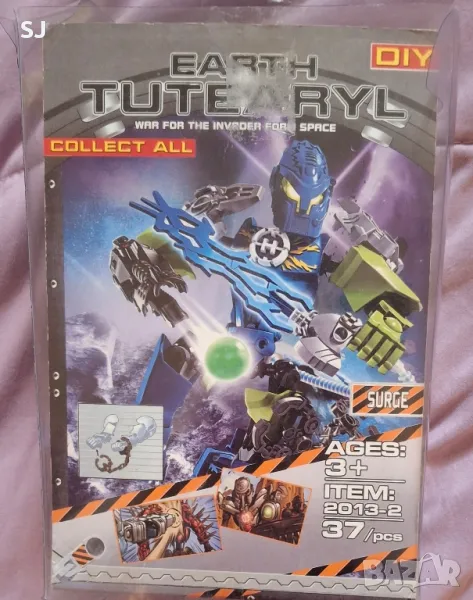 SJ
DIY
EARTH
TUTEARYL
WAR FOR THE INVADER FOR SPACE
COLLECT ALL
SURGE
AGES:
3+
ITEM:
2013-2
37/pcs
BAZAR